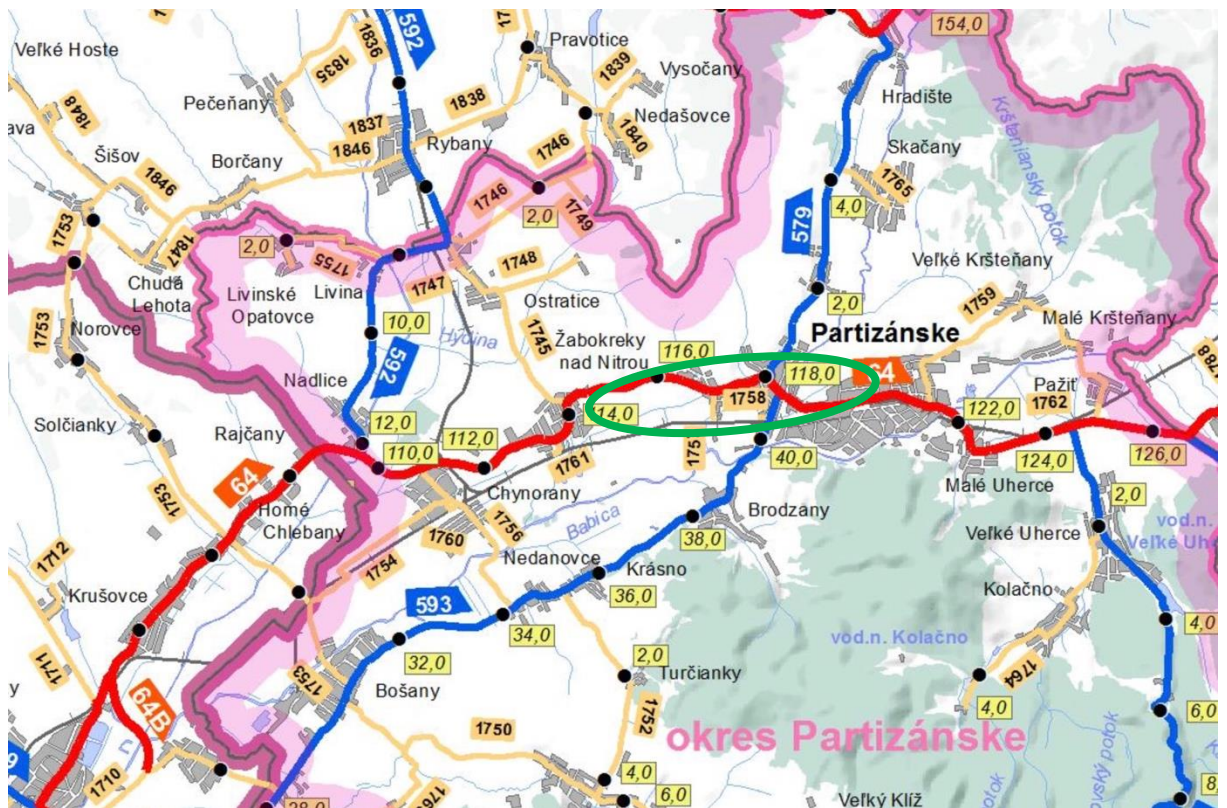 592
1836
154,0
Veľké Hoste
Pravotice
1835
1839
Vysočany
Hradište
Pečeňany
1838
1848
1837
Nedašovce
Kršteniansky potok
1846
Rybany
1840
Skačany
Šišov
Borčany
1746
1765
1846
1746
4,0
1753
2,0
1749
579
1847
2,0
1755
1748
Veľké Kršteňany
Chudá
Lehota
Livinské
Opatovce
Livina
1747
Ostratice
2,0
1759
1753
Norovce
10,0
Hydina
1745
Žabokreky
nad Nitrou
116,0
Partizánske
Malé Kršteňany
592
118,0
64
1788
Nadlice
Pažiť
1758
1762
Solčianky
12,0
114,0
122,0
Rajčany
110,0
112,0
1761
40,0
124,0
126,0
64
1753
Malé Uherce
Chynorany
2,0
Horné
Chlebany
1756
Babica
Brodzany
vod.n.
1760
38,0
Veľké Uherce
1712
1754
Nedanovce
Krásno
Krušovce
593
36,0
Kolačno
34,0
4,0
32,0
vod.n. Kolačno
1711
2,0
1753
Turčianky
1764
Bošany
4,0
64B
1750
1752
6,0
okres Partizánske
1710
4,0
6,0
Veľký Klíž